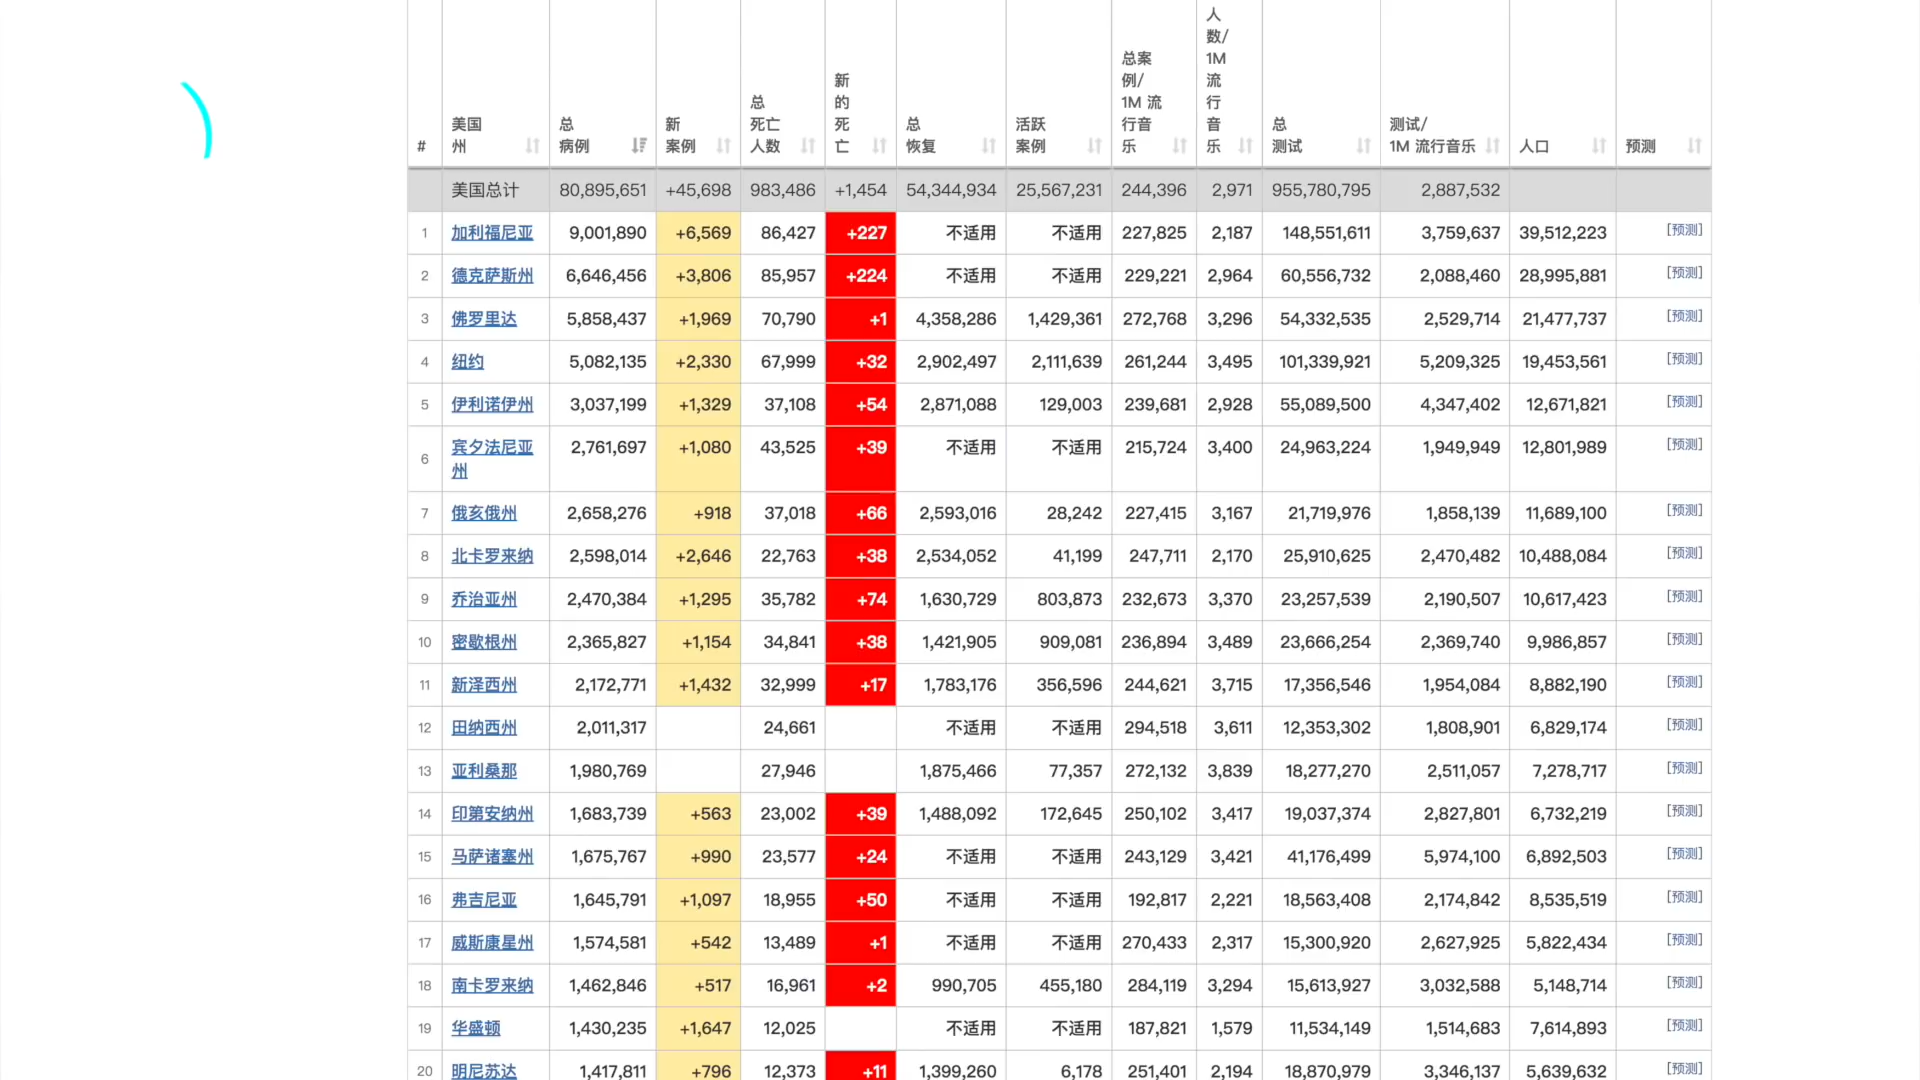 # 美国州 总病例 新案例 总死亡人数 新的死亡 总恢复 活跃案例 总案例/1M 流行音乐 人数/1M 流行音乐 总测试 测试/1M 流行音乐 人口 预测
美国总计 80,895,651 +45,698 983,486 +1,454 54,344,934 25,567,231 244,396 2,971 955,780,795 2,887,532
1 加利福尼亚 9,001,890 +6,569 86,427 +227 不适用 不适用 227,825 2,187 148,551,611 3,759,637 39,512,223 [预测]
2 德克萨斯州 6,646,456 +3,806 85,957 +224 不适用 不适用 229,221 2,964 60,556,732 2,088,460 28,995,881 [预测]
3 佛罗里达 5,858,437 +1,969 70,790 +1 4,358,286 1,429,361 272,768 3,296 54,332,535 2,529,714 21,477,737 [预测]
4 纽约 5,082,135 +2,330 67,999 +32 2,902,497 2,111,639 261,244 3,495 101,339,921 5,209,325 19,453,561 [预测]
5 伊利诺伊州 3,037,199 +1,329 37,108 +54 2,871,088 129,003 239,681 2,928 55,089,500 4,347,402 12,671,821 [预测]
6 宾夕法尼亚州 2,761,697 +1,080 43,525 +39 不适用 不适用 215,724 3,400 24,963,224 1,949,949 12,801,989 [预测]
7 俄亥俄州 2,658,276 +918 37,018 +66 2,593,016 28,242 227,415 3,167 21,719,976 1,858,139 11,689,100 [预测]
8 北卡罗来纳 2,598,014 +2,646 22,763 +38 2,534,052 41,199 247,711 2,170 25,910,625 2,470,482 10,488,084 [预测]
9 乔治亚州 2,470,384 +1,295 35,782 +74 1,630,729 803,873 232,673 3,370 23,257,539 2,190,507 10,617,423 [预测]
10 密歇根州 2,365,827 +1,154 34,841 +38 1,421,905 909,081 236,894 3,489 23,666,254 2,369,740 9,986,857 [预测]
11 新泽西州 2,172,771 +1,432 32,999 +17 1,783,176 356,596 244,621 3,715 17,356,546 1,954,084 8,882,190 [预测]
12 田纳西州 2,011,317 24,661 不适用 不适用 294,518 3,611 12,353,302 1,808,901 6,829,174 [预测]
13 亚利桑那 1,980,769 27,946 1,875,466 77,357 272,132 3,839 18,277,270 2,511,057 7,278,717 [预测]
14 印第安纳州 1,683,739 +563 23,002 +39 1,488,092 172,645 250,102 3,417 19,037,374 2,827,801 6,732,219 [预测]
15 马萨诸塞州 1,675,767 +990 23,577 +24 不适用 不适用 243,129 3,421 41,176,499 5,974,100 6,892,503 [预测]
16 弗吉尼亚 1,645,791 +1,097 18,955 +50 不适用 不适用 192,817 2,221 18,563,408 2,174,842 8,535,519 [预测]
17 威斯康星州 1,574,581 +542 13,489 +1 不适用 不适用 270,433 2,317 15,300,920 2,627,925 5,822,434 [预测]
18 南卡罗来纳 1,462,846 +517 16,961 +2 990,705 455,180 284,119 3,294 15,613,927 3,032,588 5,148,714 [预测]
19 华盛顿 1,430,235 +1,647 12,025 不适用 不适用 187,821 1,579 11,534,149 1,514,683 7,614,893 [预测]
20 明尼苏达 1,417,811 +796 12,373 +11 1,399,260 6,178 251,401 2,194 18,870,979 3,346,137 5,639,632 [预测]